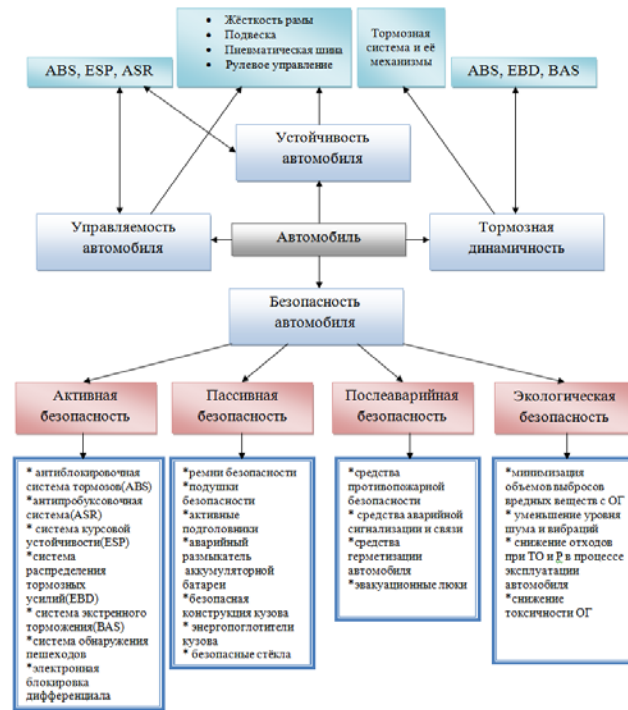 ABS, ESP, ASR
• Жёсткость рамы
• Подвеска
• Пневматическая шина
• Рулевое управление
Тормозная
система и её
механизмы
ABS, EBD, BAS
Устойчивость
автомобиля
Управляемость
автомобиля
Автомобиль
Тормозная
динамичность
Безопасность
автомобиля
Активная
безопасность
Пассивная
безопасность
Послеаварийная
безопасность
Экологическая
безопасность
* антиблокировочная
система тормозов(ABS)
*антипробуксовочная
система(ASR)
* система курсовой
устойчивости(ESP)
*система
распределения
тормозных
усилий(EBD)
* система экстренного
торможения(BAS)
*система обнаружения
пешеходов
*электронная
блокировка
дифференциала
*ремни безопасности
*подушки
безопасности
*активные
подголовники
*аварийный
размыкатель
аккумуляторной
батареи
*безопасная
конструкция кузова
* энергопоглотители
кузова
* безопасные стёкла
*средства
противопожарной
безопасности
* средства аварийной
сигнализации и связи
*средства
герметизации
автомобиля
*эвакуационные люки
*минимизация
объемов выбросов
вредных веществ с ОГ
* уменьшение уровня
шума и вибраций
* снижение отходов
при ТО и Р в процессе
эксплуатации
автомобиля
*снижение
токсичности ОГ